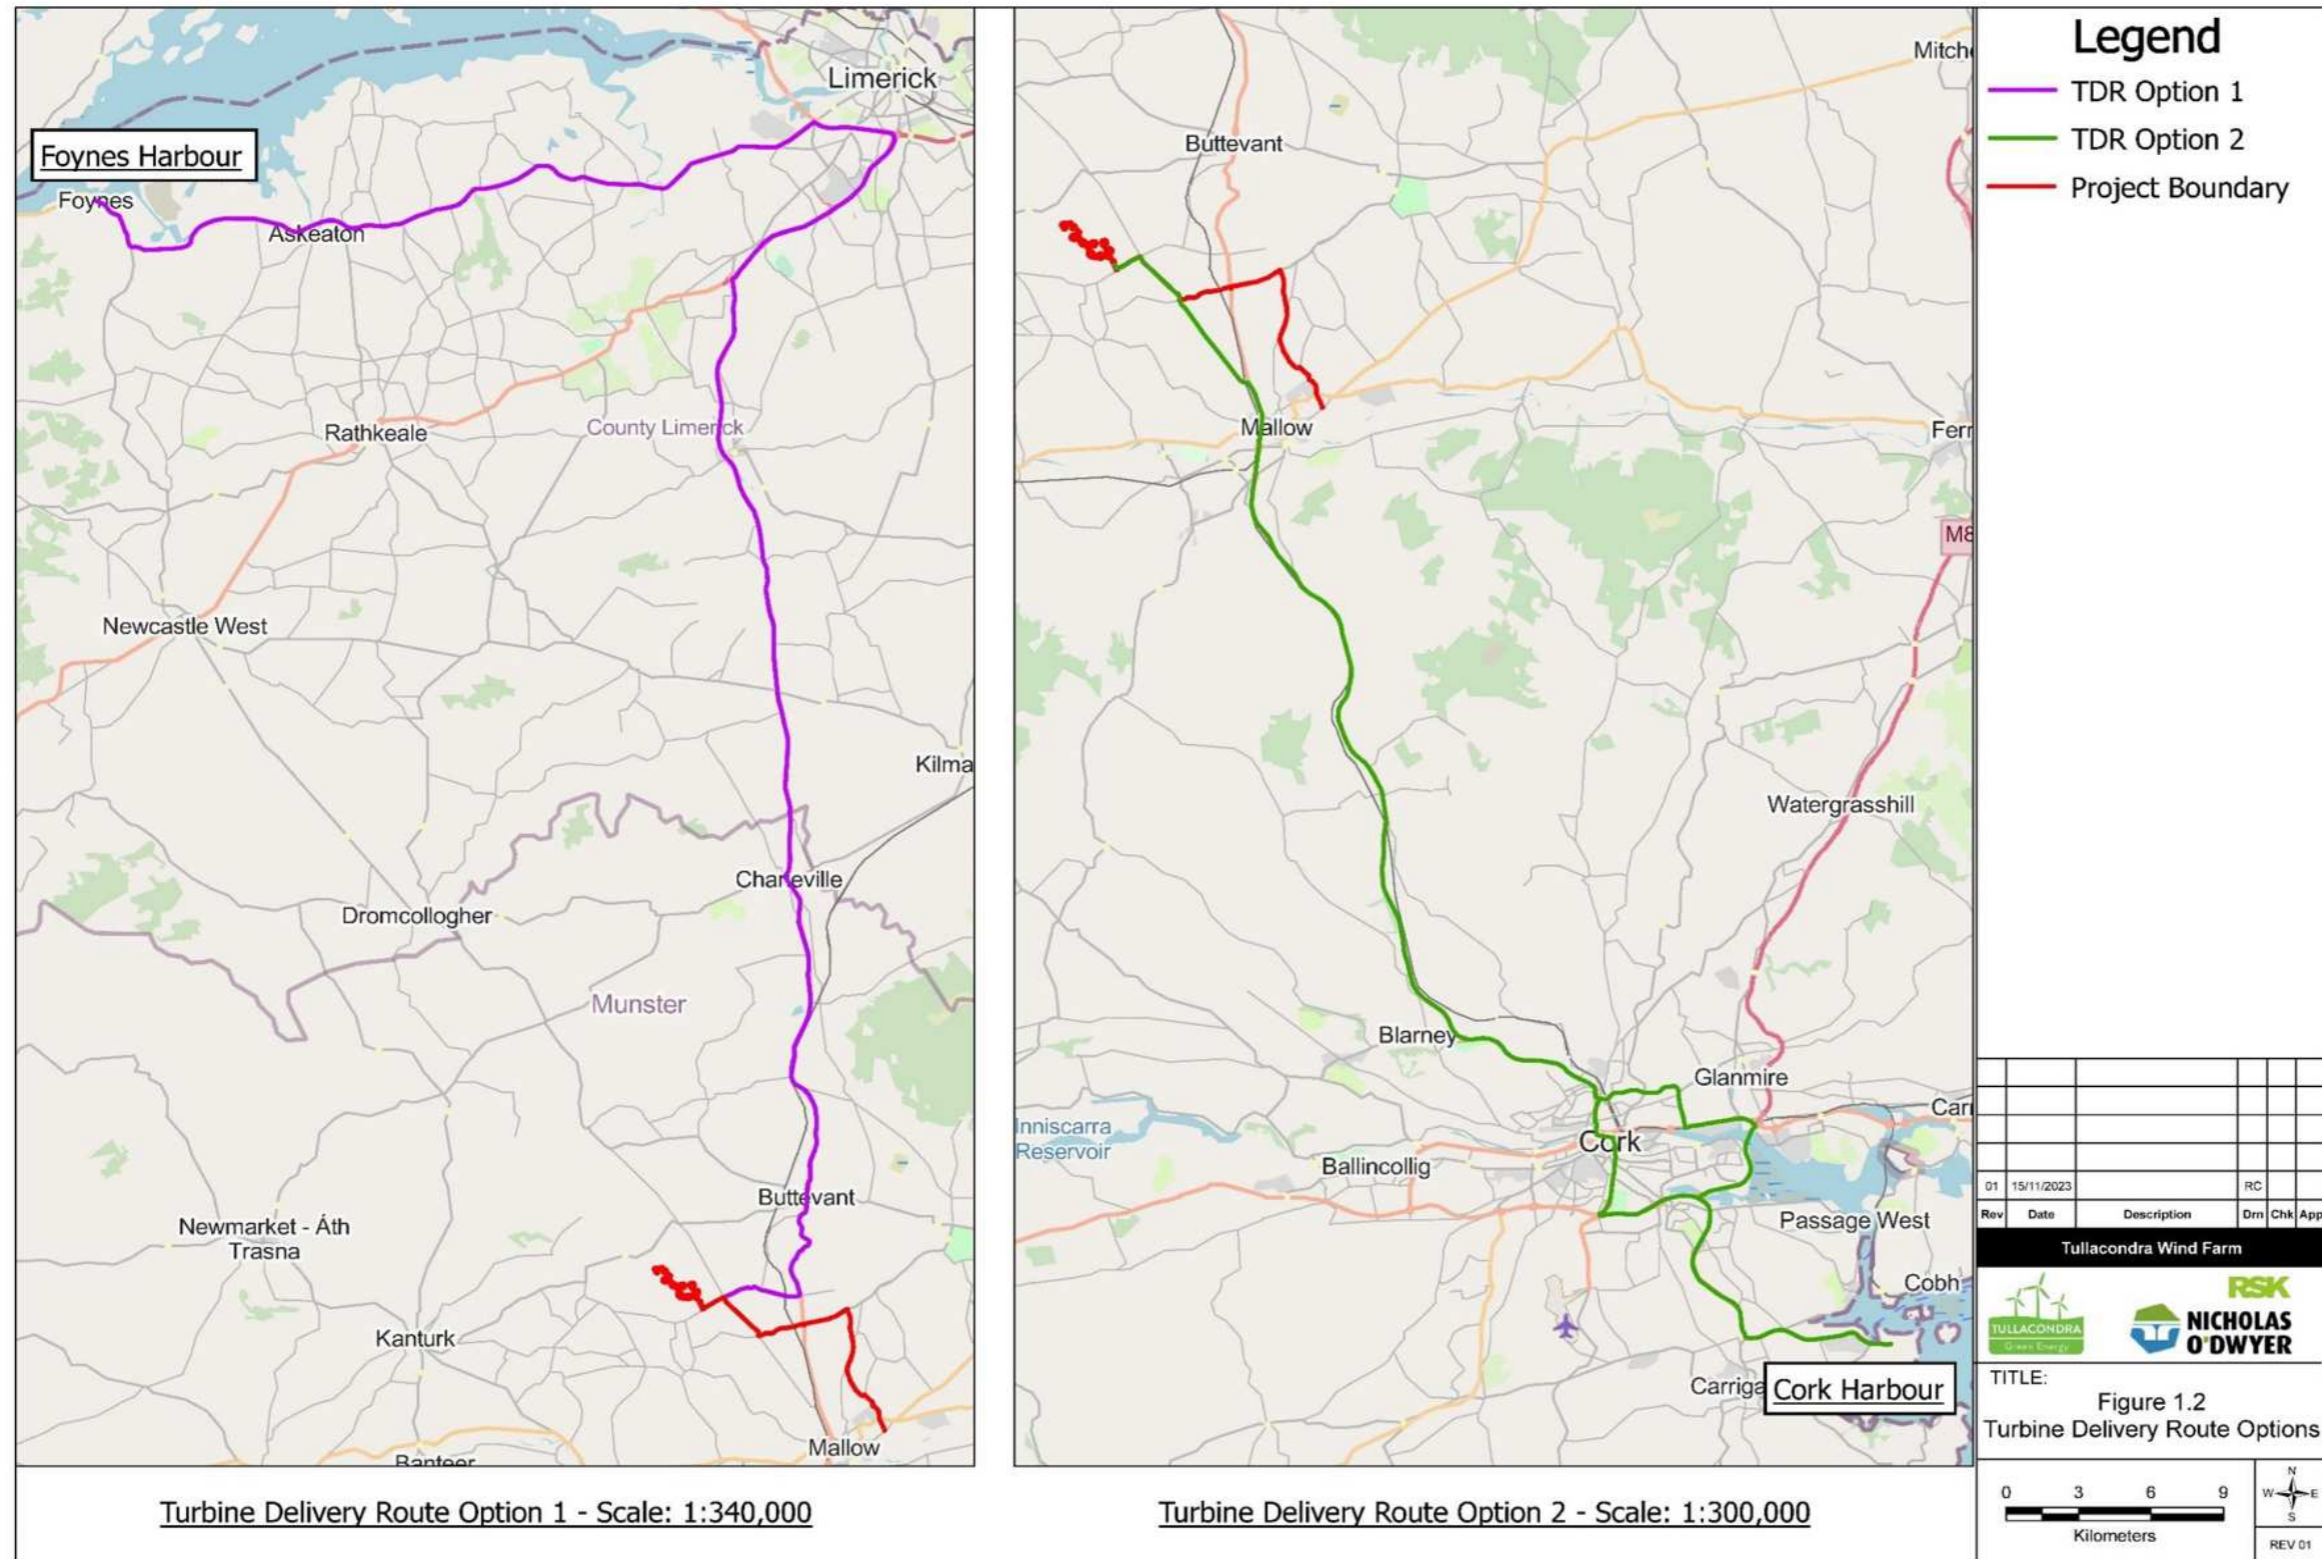 Limerick
Foynes Harbour
Foynes
Askeaton
County Limerick
Rathkeale
Newcastle West
Kilma
Charleville
Dromcollogher
Munster
Buttevant
Newmarket - Áth
Trasna
Kanturk
Mallow
Banteer
Turbine Delivery Route Option 1 - Scale: 1:340,000
Mitch
Buttevant
Mallow
Ferr
M8
Watergrasshill
Blarney
Glanmire
Carr
Inniscarra
Reservoir
Cork
Ballincollig
Passage West
Cobh
Carriga
Cork Harbour
Turbine Delivery Route Option 2 - Scale: 1:300,000
Legend
TDR Option 1
TDR Option 2
Project Boundary
01 15/11/2023 RC
Rev Date Description Drn Chk App
Tullacondra Wind Farm
TULLACONDRA
Green Energy
RSK
NICHOLAS
O'DWYER
TITLE:
Figure 1.2
Turbine Delivery Route Options
0 3 6 9
Kilometers
N
W E
S
REV 01